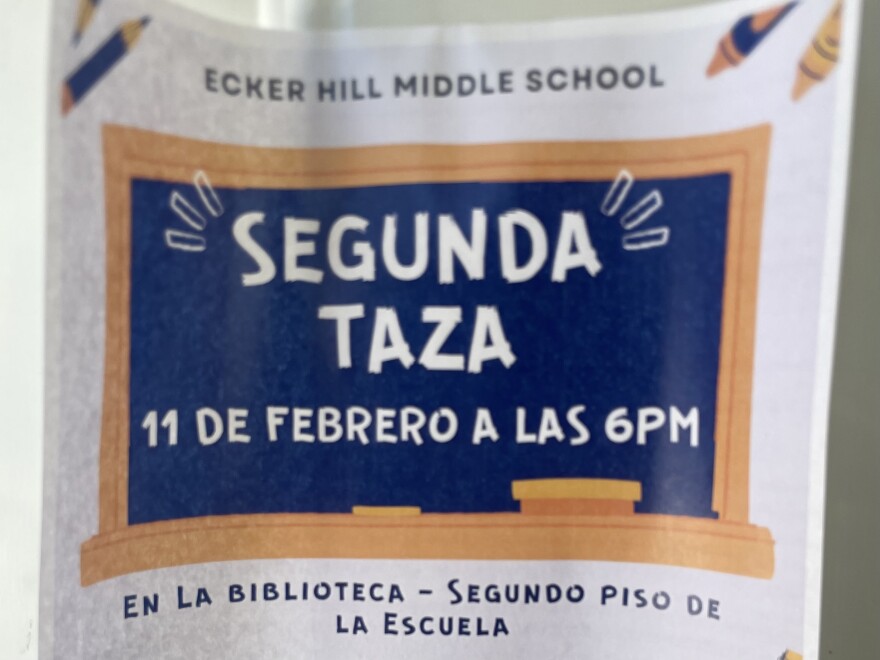 ECKER HILL MIDDLE SCHOOL
SEGUNDA
TAZA
11 DE FEBRERO A LAS 6PM
EN LA BIBLIOTECA - SEGUNDO PISO DE
LA ESCUELA